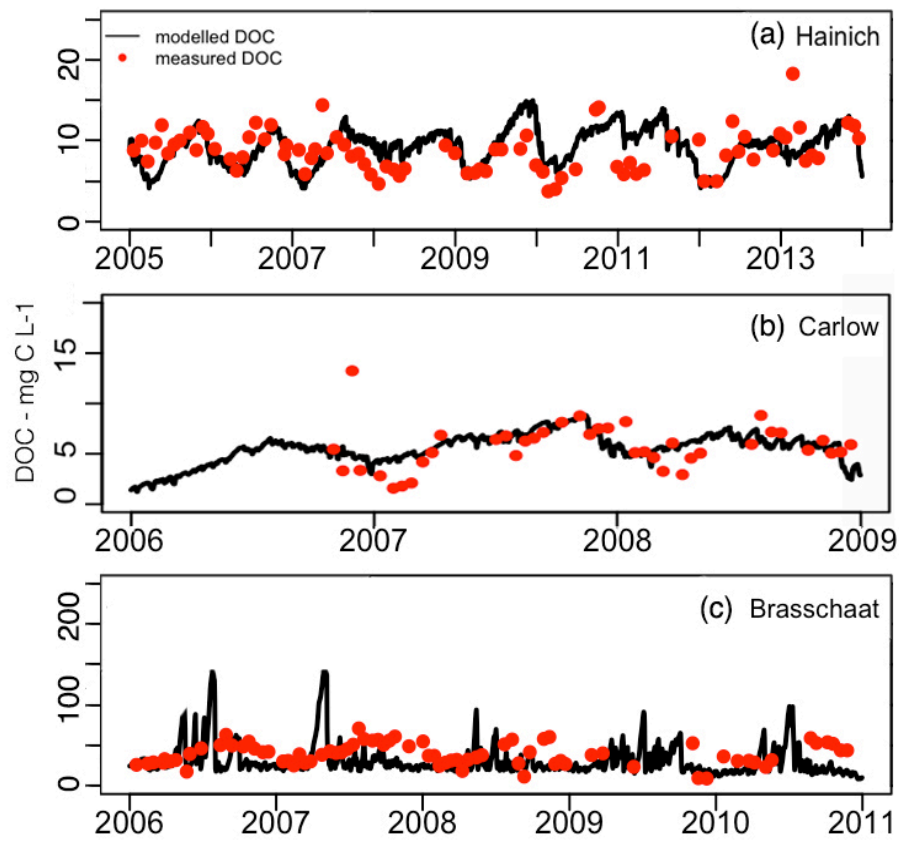 modelled DOC
measured DOC
(a) Hainich
20
10
0
2005 2007 2009 2011 2013
DOC - mg C L-1
(b) Carlow
15
5
0
2006 2007 2008 2009
(c) Brasschaat
200
100
0
2006 2007 2008 2009 2010 2011